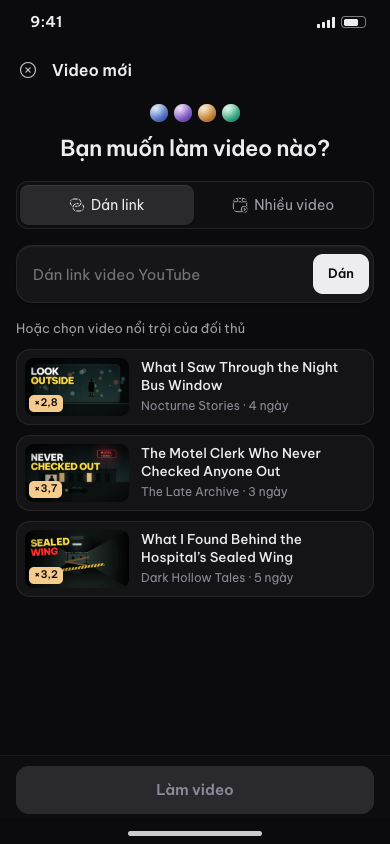 9:41
Video mới
Bạn muốn làm video nào?
Dán link
Nhiều video
Dán link video YouTube
Dán
Hoặc chọn video nổi trội của đối thủ
LOOK
OUTSIDE
×2,8
What I Saw Through the Night
Bus Window
Nocturne Stories · 4 ngày
NEVER
CHECKED OUT
×3,7
The Motel Clerk Who Never
Checked Anyone Out
The Late Archive · 3 ngày
SEALED
WING
×3,2
What I Found Behind the
Hospital's Sealed Wing
Dark Hollow Tales · 5 ngày
Làm video